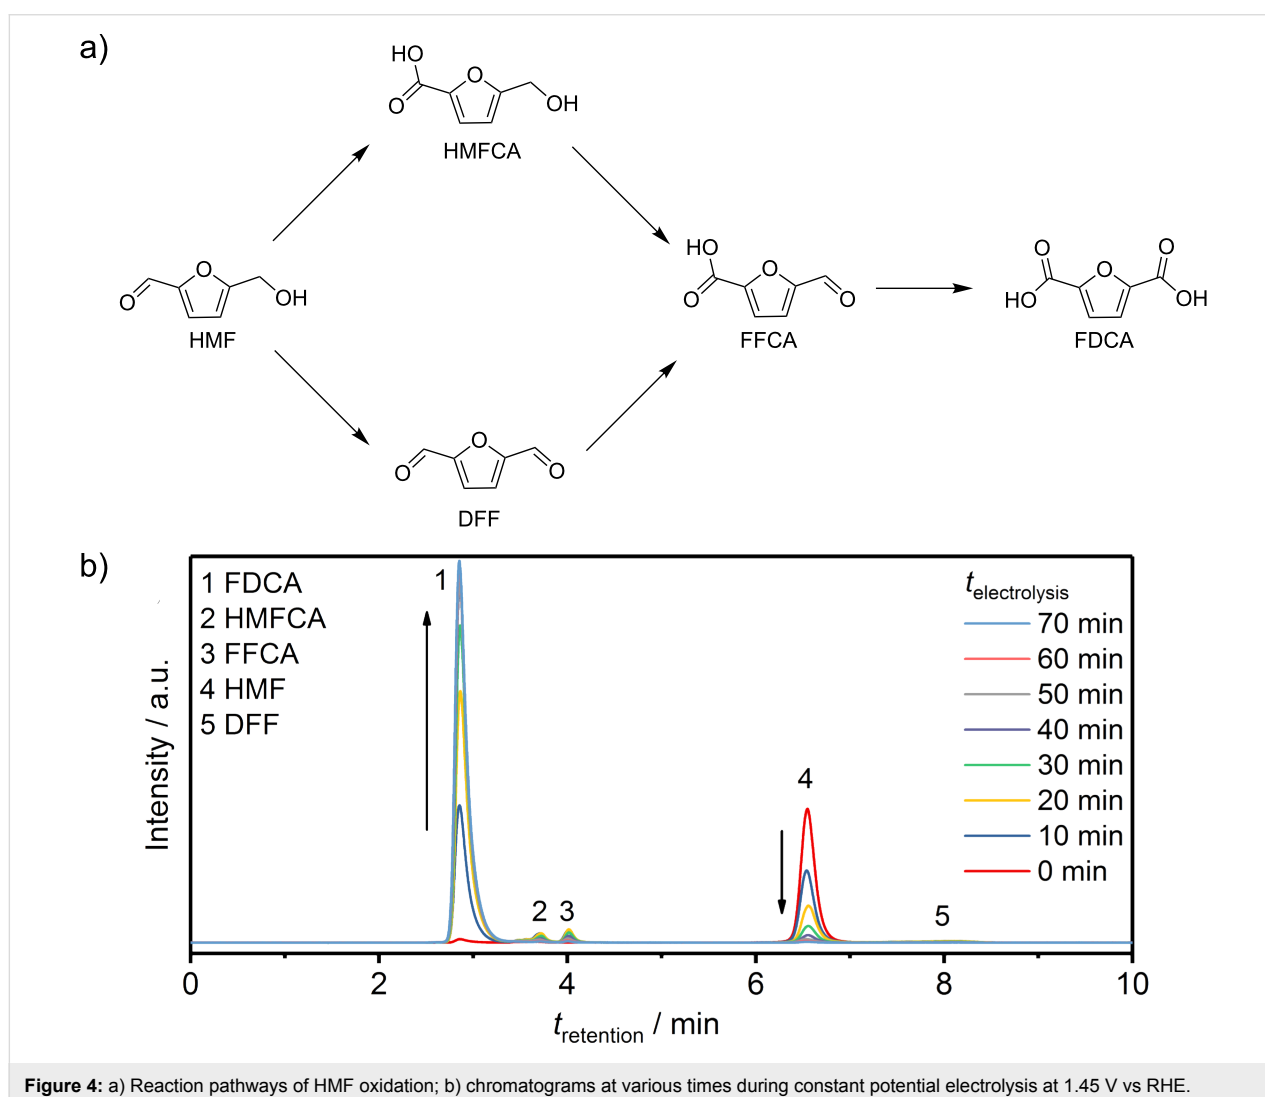 a)
HO
O
O
OH
HMFCA
O
O
OH
HMF
HO
O
O
O
FFCA
O
HO
O
O
OH
FDCA
O
O
O
DFF
b)
1 FDCA
2 HMFCA
3 FFCA
4 HMF
5 DFF
1
2
3
4
5
t electrolysis
70 min
60 min
50 min
40 min
30 min
20 min
10 min
0 min
Intensity / a.u.
0 2 4 6 8 10
t retention / min
Figure 4: a) Reaction pathways of HMF oxidation; b) chromatograms at various times during constant potential electrolysis at 1.45 V vs RHE.